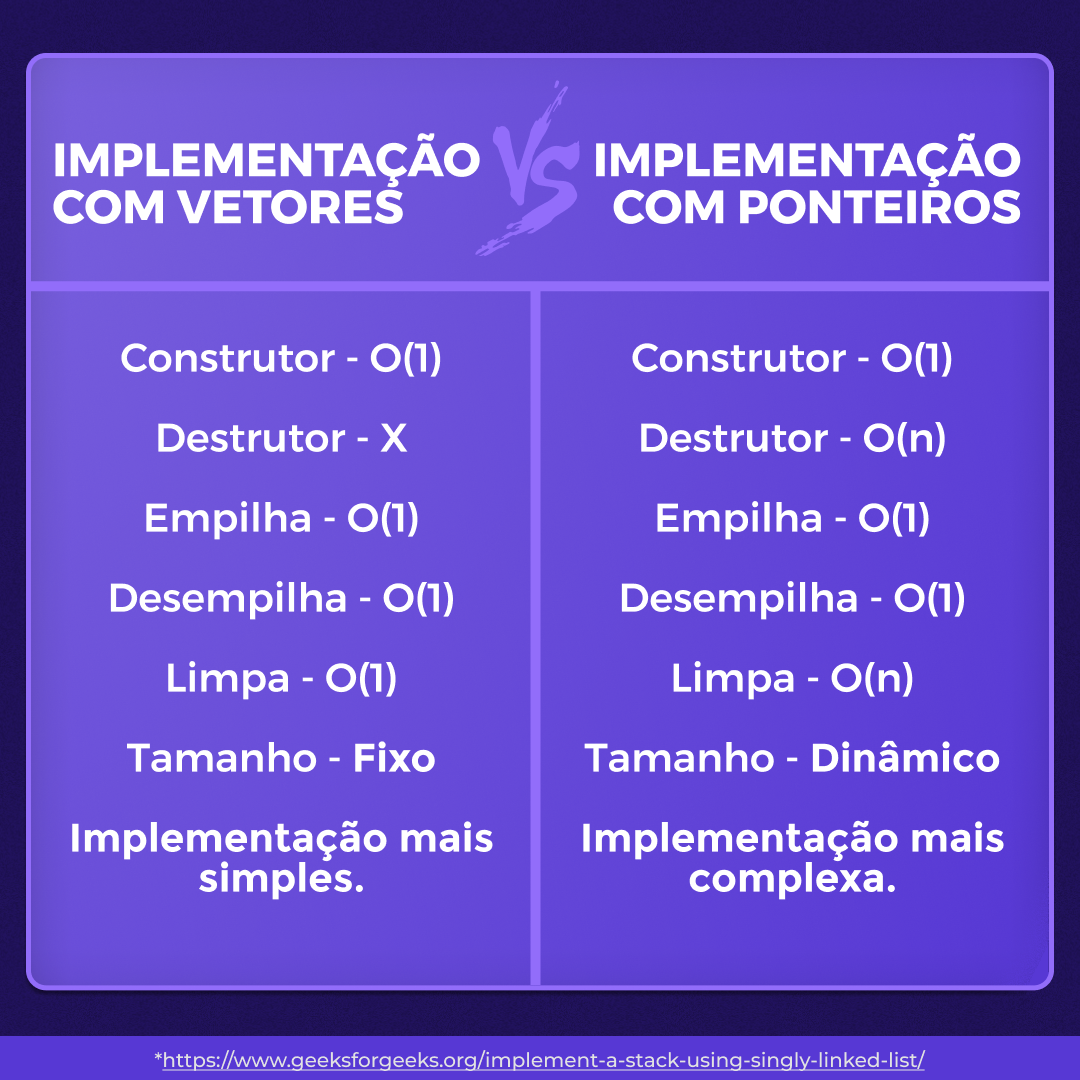 IMPLEMENTAÇÃO
COM VETORES
VS
IMPLEMENTAÇÃO
COM PONTEIROS
Construtor - O(1)
Destrutor - X
Empilha - O(1)
Desempilha - O(1)
Limpa - O(1)
Tamanho - Fixo
Implementação mais
simples.
Construtor - O(1)
Destrutor - O(n)
Empilha - O(1)
Desempilha - O(1)
Limpa - O(n)
Tamanho - Dinâmico
Implementação mais
complexa.
*https://www.geeksforgeeks.org/implement-a-stack-using-singly-linked-list/